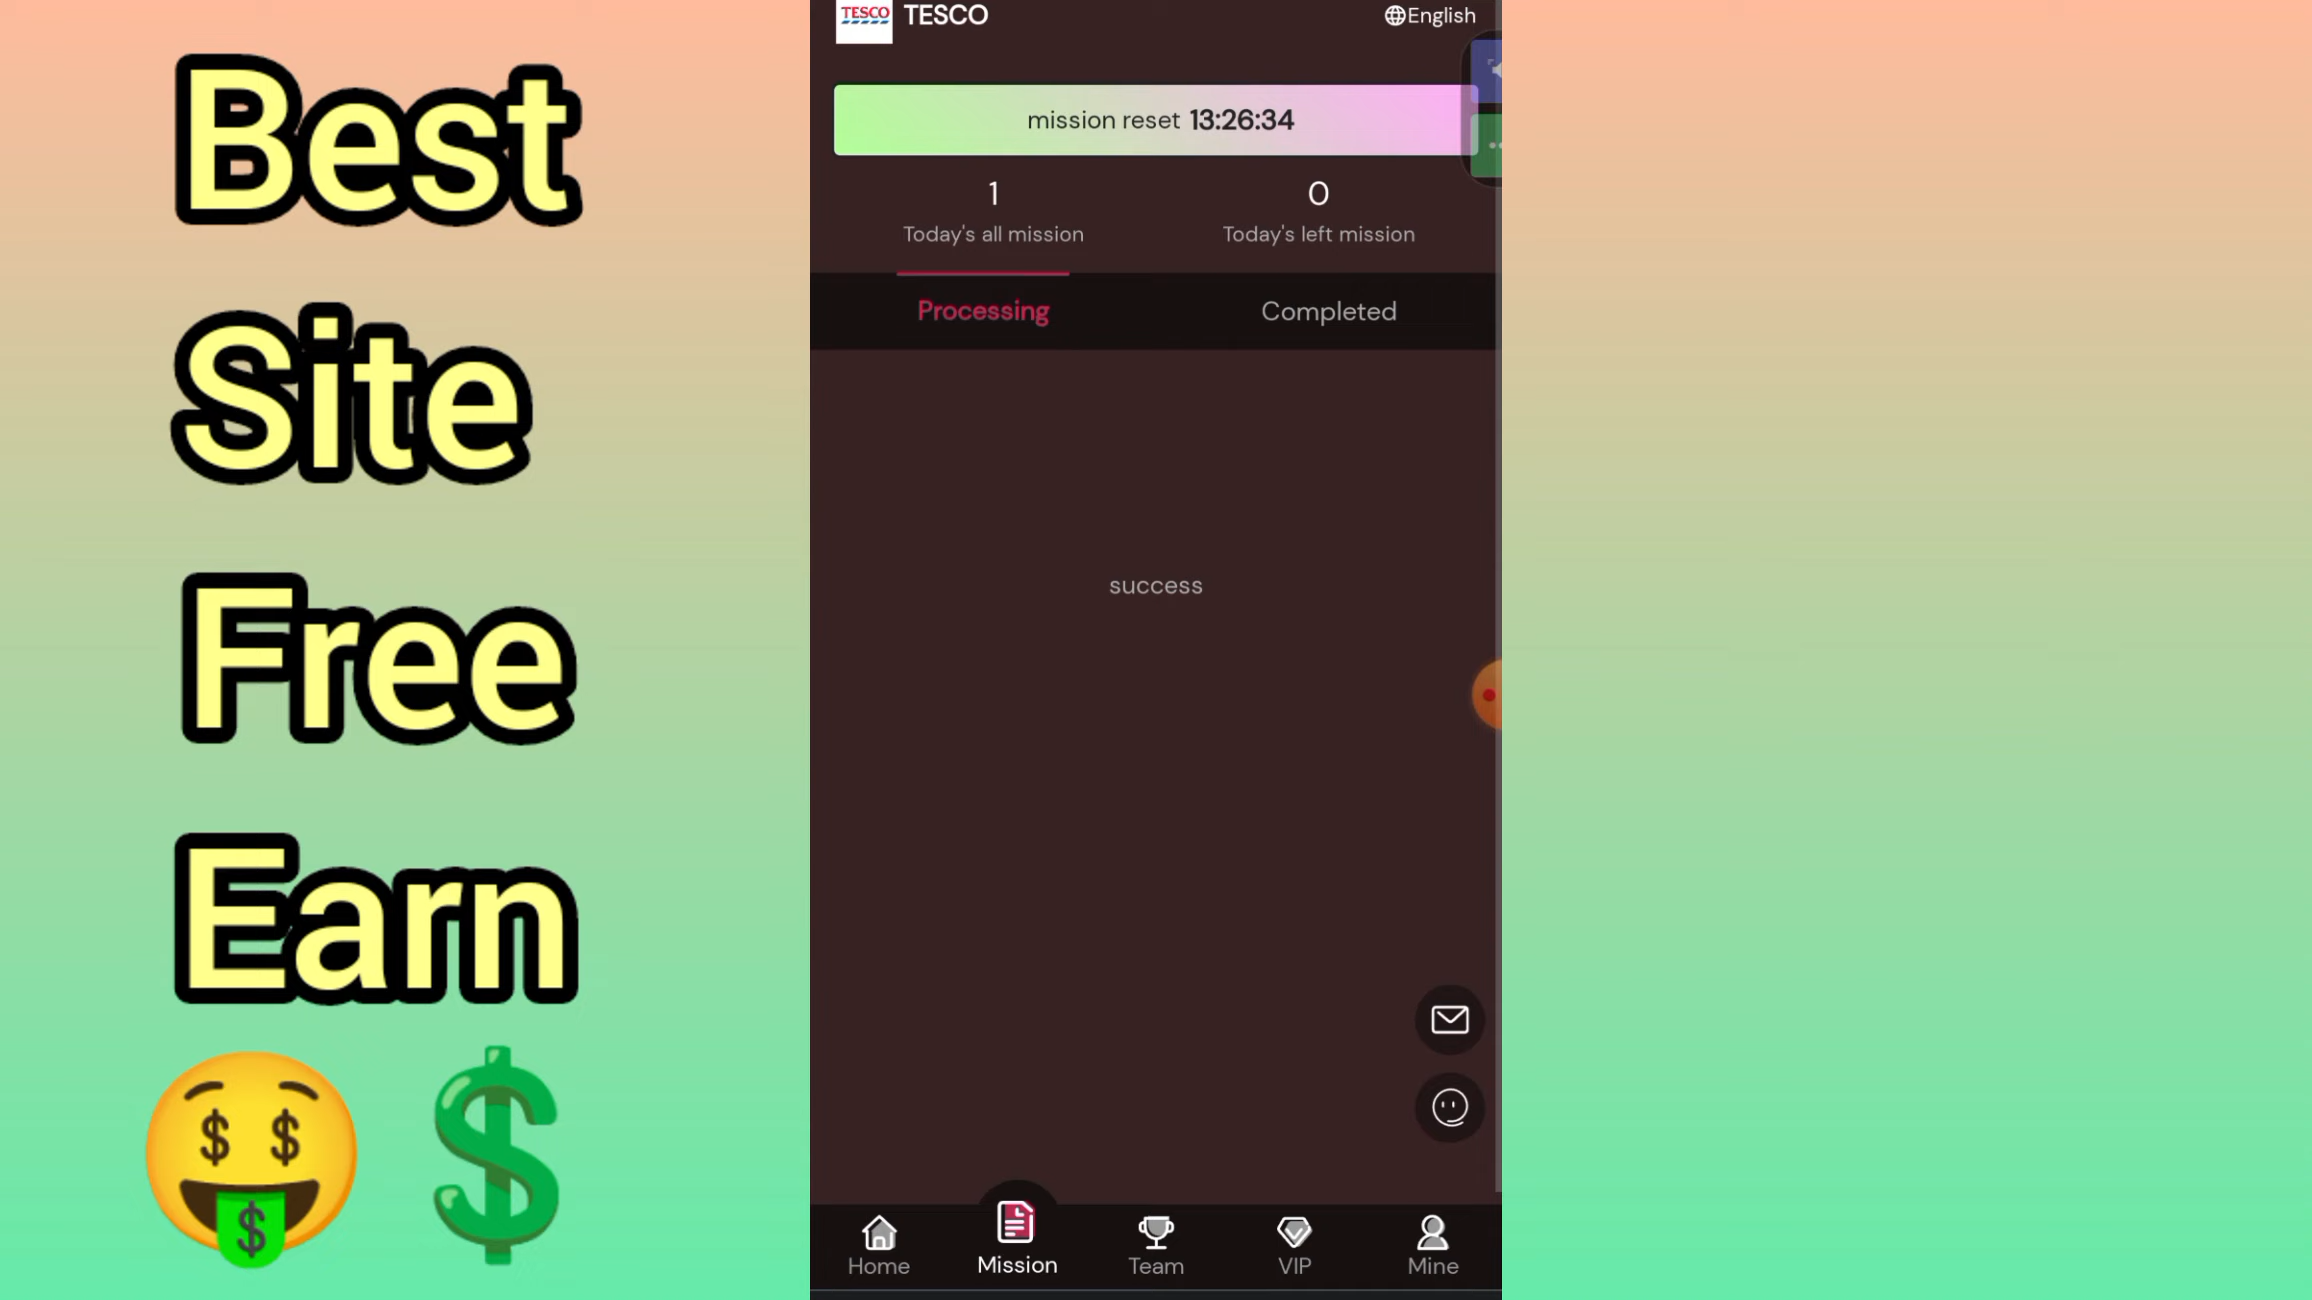 Best
Site
Free
Earn
TESCO TESCO
English
mission reset 13:26:34
1
Today's all mission
0
Today's left mission
Processing
Completed
success
Home
Mission
Team
VIP
Mine